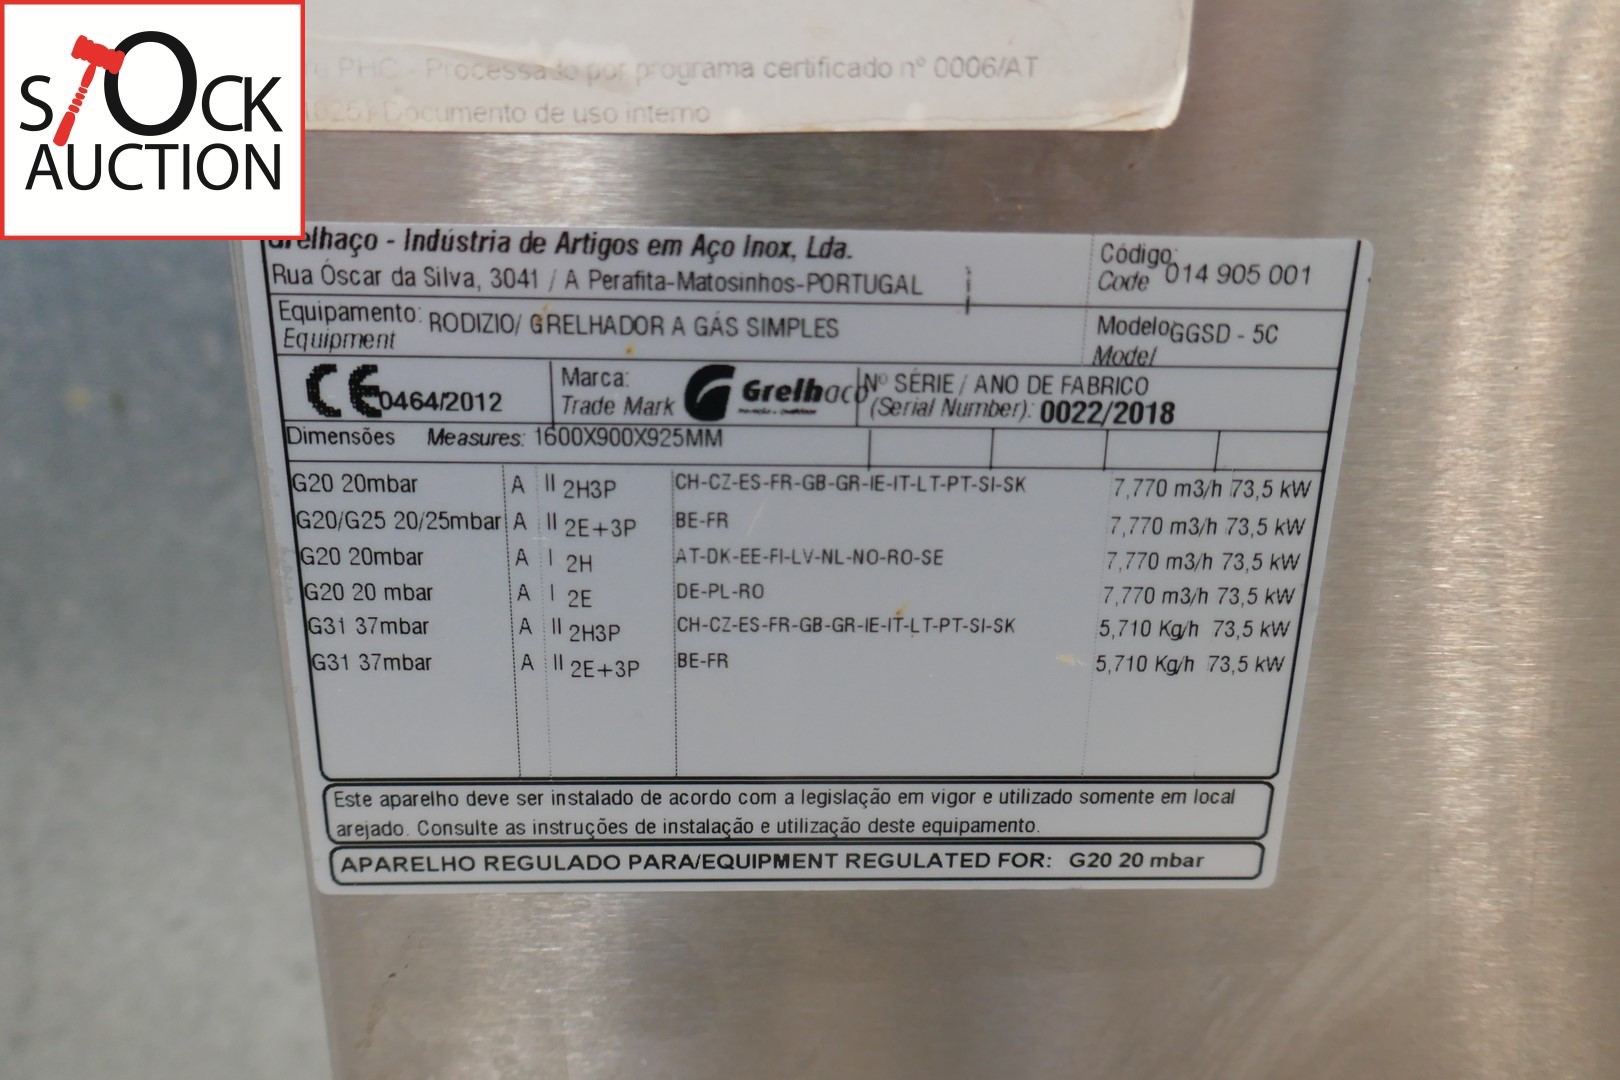 STOCK
AUCTION
PHC - Processado por programa certificado nº 0006/AT
Documento de uso interno
Grelhaço - Indústria de Artigos em Aço Inox, Lda.
Rua Óscar da Silva, 3041 / A Perafita-Matosinhos-PORTUGAL
Código: 014 905 001
Code
Equipamento: RODIZIO/ GRELHADOR A GÁS SIMPLES
Equipment
Modelo GGSD - 5C
Model
CE 0464/2012
Marca:
Trade Mark
Grelhaço
Nº SÉRIE / ANO DE FABRICO
(Serial Number): 0022/2018
Dimensões Measures: 1600X900X925MM
G20 20mbar A II 2H3P CH-CZ-ES-FR-GB-GR-IE-IT-LT-PT-SI-SK 7,770 m3/h 73,5 kW
G20/G25 20/25mbar A II 2E+3P BE-FR 7,770 m3/h 73,5 kW
G20 20mbar A I 2H AT-DK-EE-FI-LV-NL-NO-RO-SE 7,770 m3/h 73,5 kW
G20 20 mbar A I 2E DE-PL-RO 7,770 m3/h 73,5 kW
G31 37mbar A II 2H3P CH-CZ-ES-FR-GB-GR-IE-IT-LT-PT-SI-SK 5,710 Kg/h 73,5 kW
G31 37mbar A II 2E+3P BE-FR 5,710 Kg/h 73,5 kW
Este aparelho deve ser instalado de acordo com a legislação em vigor e utilizado somente em local
arejado. Consulte as instruções de instalação e utilização deste equipamento.
APARELHO REGULADO PARA/EQUIPMENT REGULATED FOR: G20 20 mbar